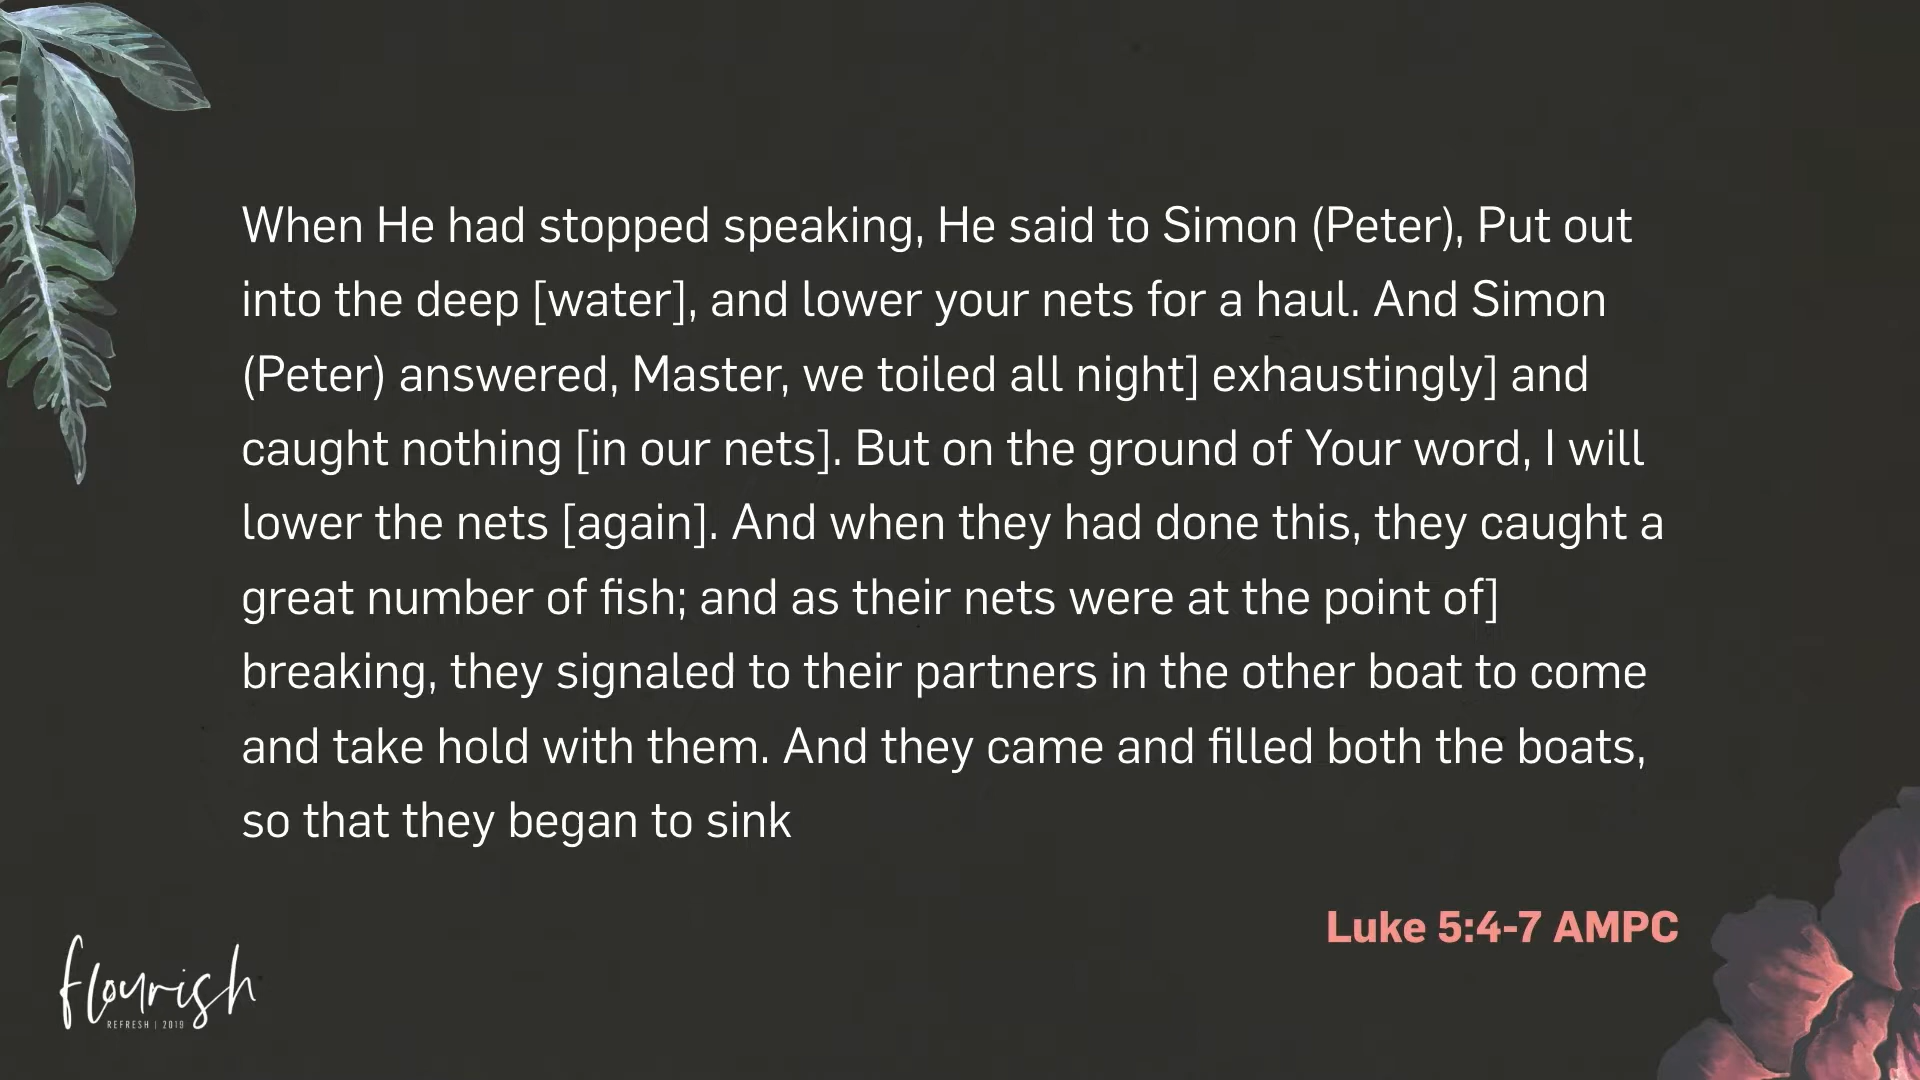 When He had stopped speaking, He said to Simon (Peter), Put out
into the deep [water], and lower your nets for a haul. And Simon
(Peter) answered, Master, we toiled all night] exhaustingly] and
caught nothing [in our nets]. But on the ground of Your word, I will
lower the nets [again]. And when they had done this, they caught a
great number of fish; and as their nets were at the point of]
breaking, they signaled to their partners in the other boat to come
and take hold with them. And they came and filled both the boats,
so that they began to sink
Luke 5:4-7 AMPC
flourish
REFRESH | 2019